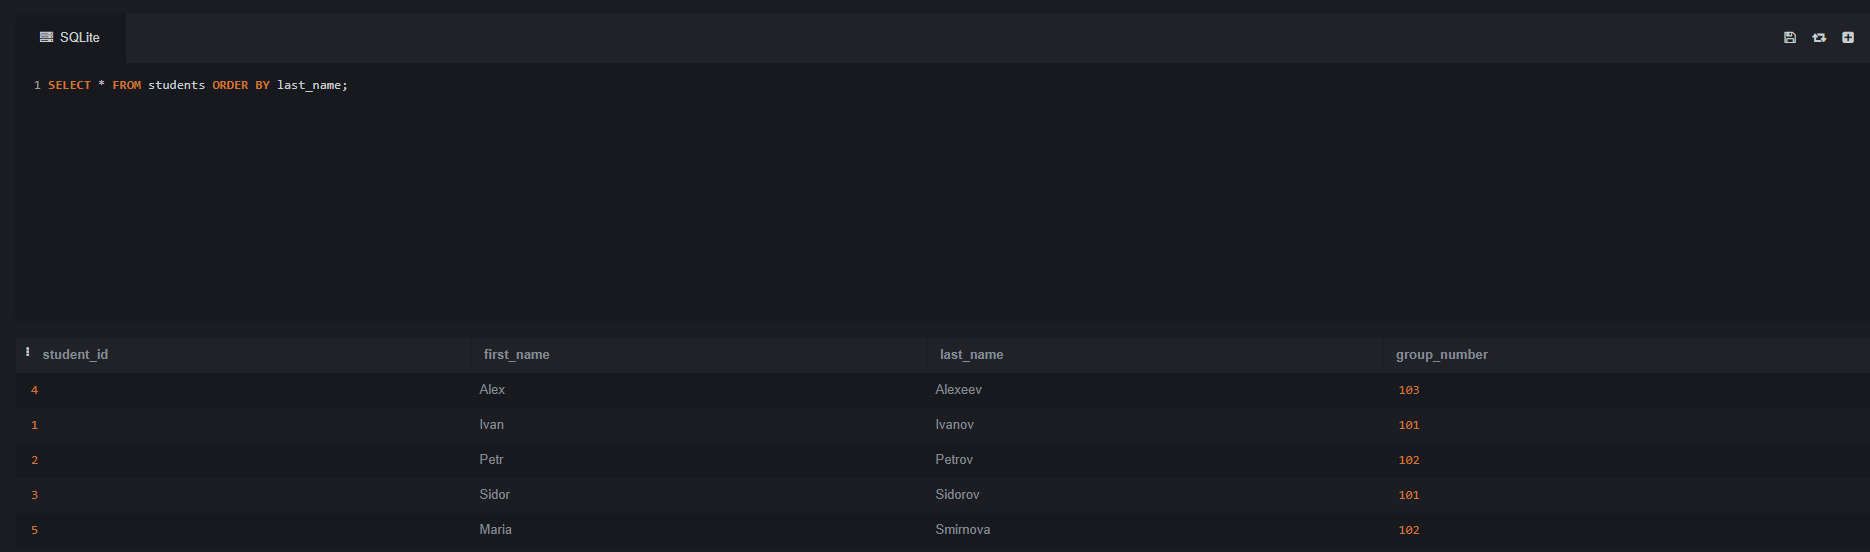 SQLite
1 SELECT * FROM students ORDER BY last_name;
student_id first_name last_name group_number
4 Alex Alexeev 103
1 Ivan Ivanov 101
2 Petr Petrov 102
3 Sidor Sidorov 101
5 Maria Smirnova 102